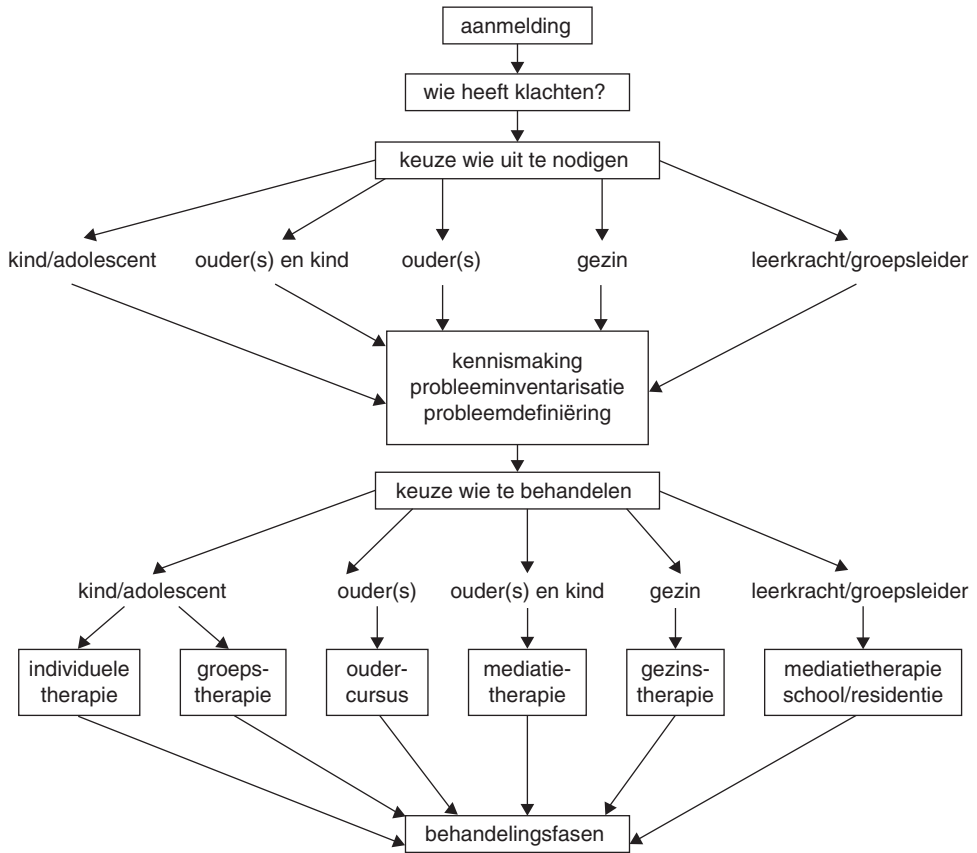 aanmelding
wie heeft klachten?
keuze wie uit te nodigen
kind/adolescent
ouder(s) en kind
ouder(s)
gezin
leerkracht/groepsleider
kennismaking
probleeminventarisatie
probleemdefiniëring
keuze wie te behandelen
kind/adolescent
ouder(s)
ouder(s) en kind
gezin
leerkracht/groepsleider
individuele
therapie
groeps-
therapie
ouder-
cursus
mediatie-
therapie
gezins-
therapie
mediatietherapie
school/residentie
behandelingsfasen